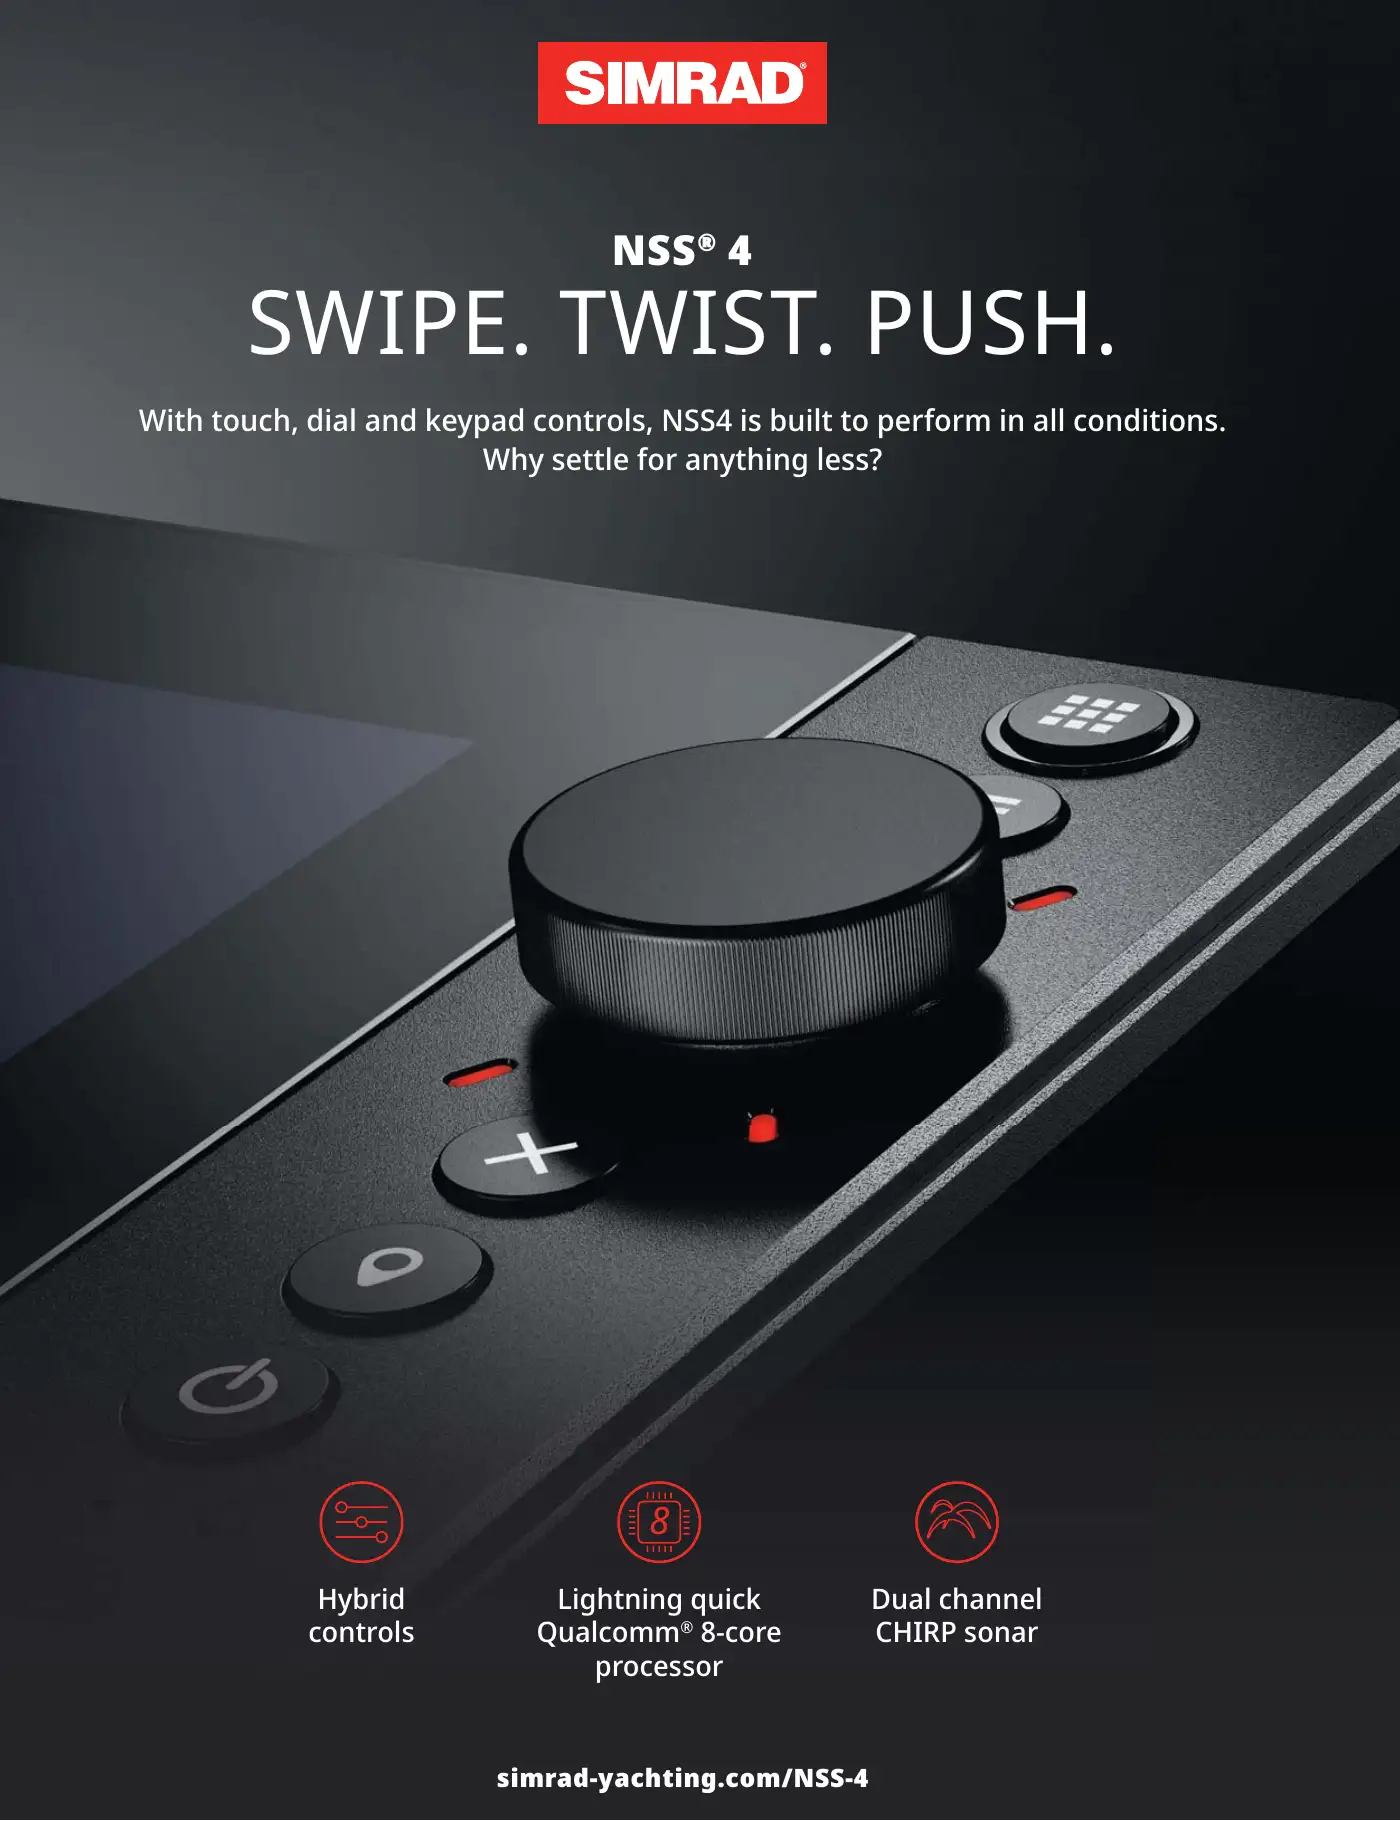 SIMRAD®
NSS® 4
SWIPE. TWIST. PUSH.
With touch, dial and keypad controls, NSS4 is built to perform in all conditions.
Why settle for anything less?
8
Hybrid
controls
Lightning quick
Qualcomm® 8-core
processor
Dual channel
CHIRP sonar
simrad-yachting.com/NSS-4